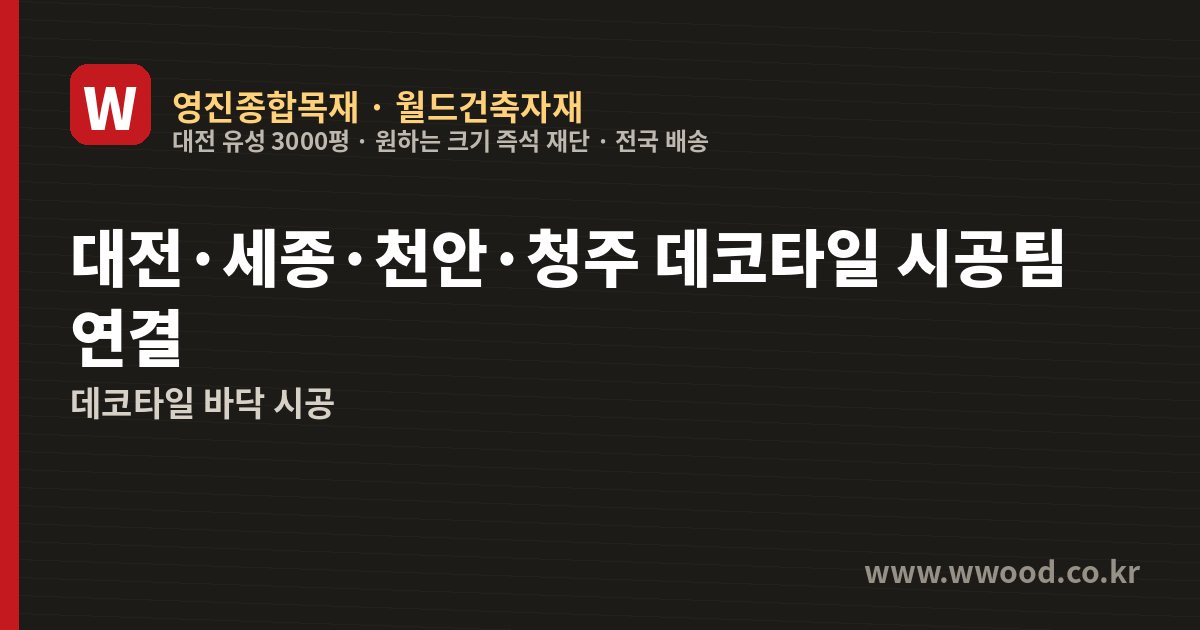 W
영진종합목재 · 월드건축자재
대전 유성 3000평 · 원하는 크기 즉석 재단 · 전국 배송
대전·세종·천안·청주 데코타일 시공팀
연결
데코타일 바닥 시공
www.wwood.co.kr